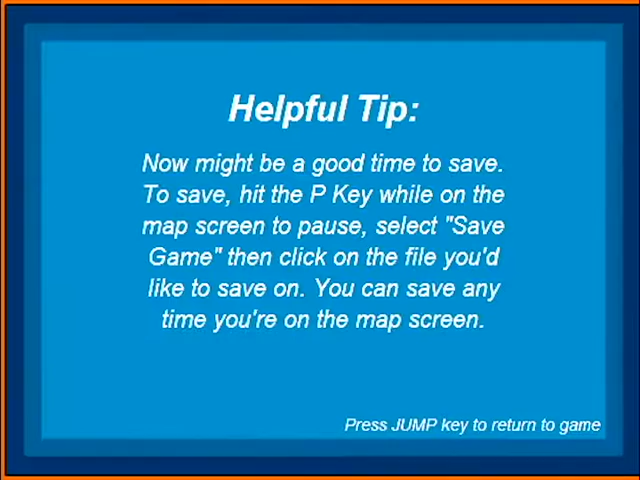 Helpful Tip:
Now might be a good time to save.
To save, hit the P Key while on the
map screen to pause, select "Save
Game" then click on the file you'd
like to save on. You can save any
time you're on the map screen.
Press JUMP key to return to game